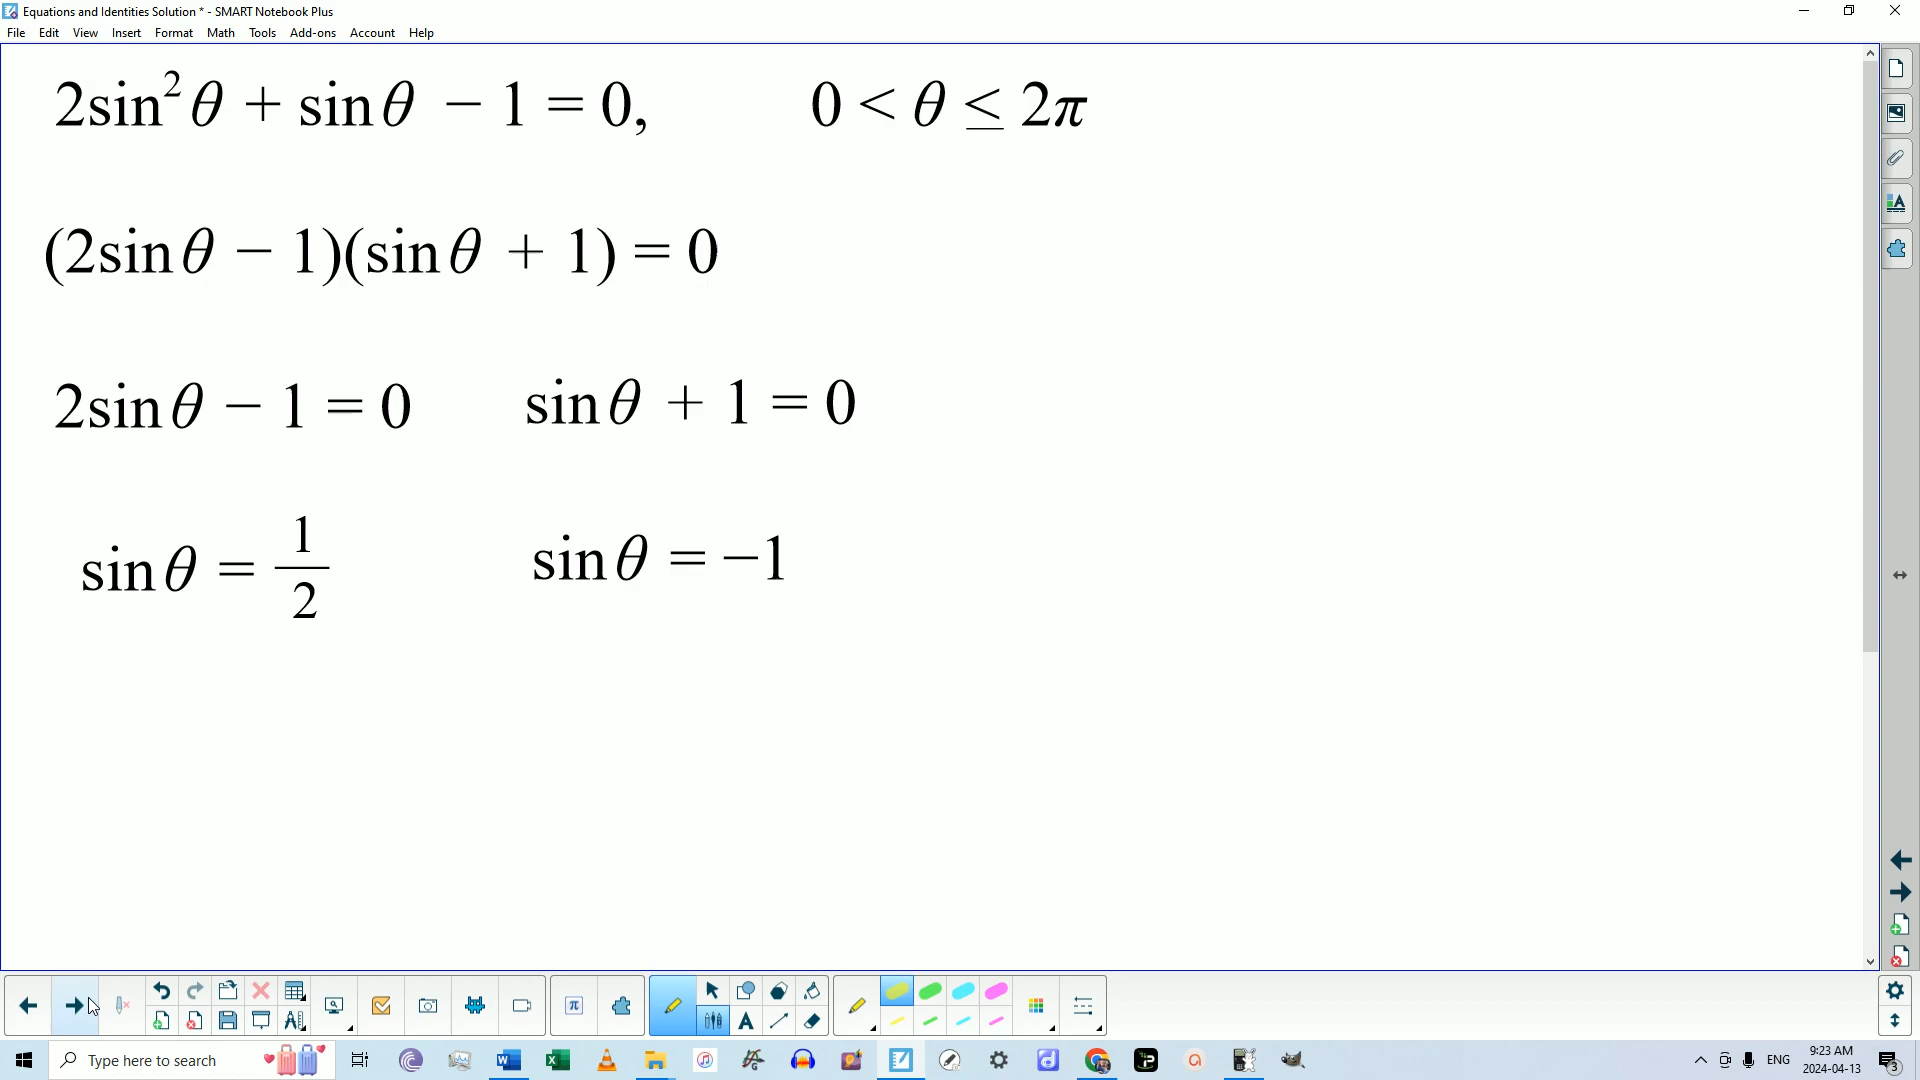 Equations and Identities Solution * - SMART Notebook Plus
File Edit View Insert Format Math Tools Add-ons Account Help
2sin²θ + sinθ − 1 = 0, 0 < θ ≤ 2π
(2sinθ − 1)(sinθ + 1) = 0
2sinθ − 1 = 0 sinθ + 1 = 0
sinθ = 1/2 sinθ = −1
Type here to search
ENG
9:23 AM
2024-04-13
3